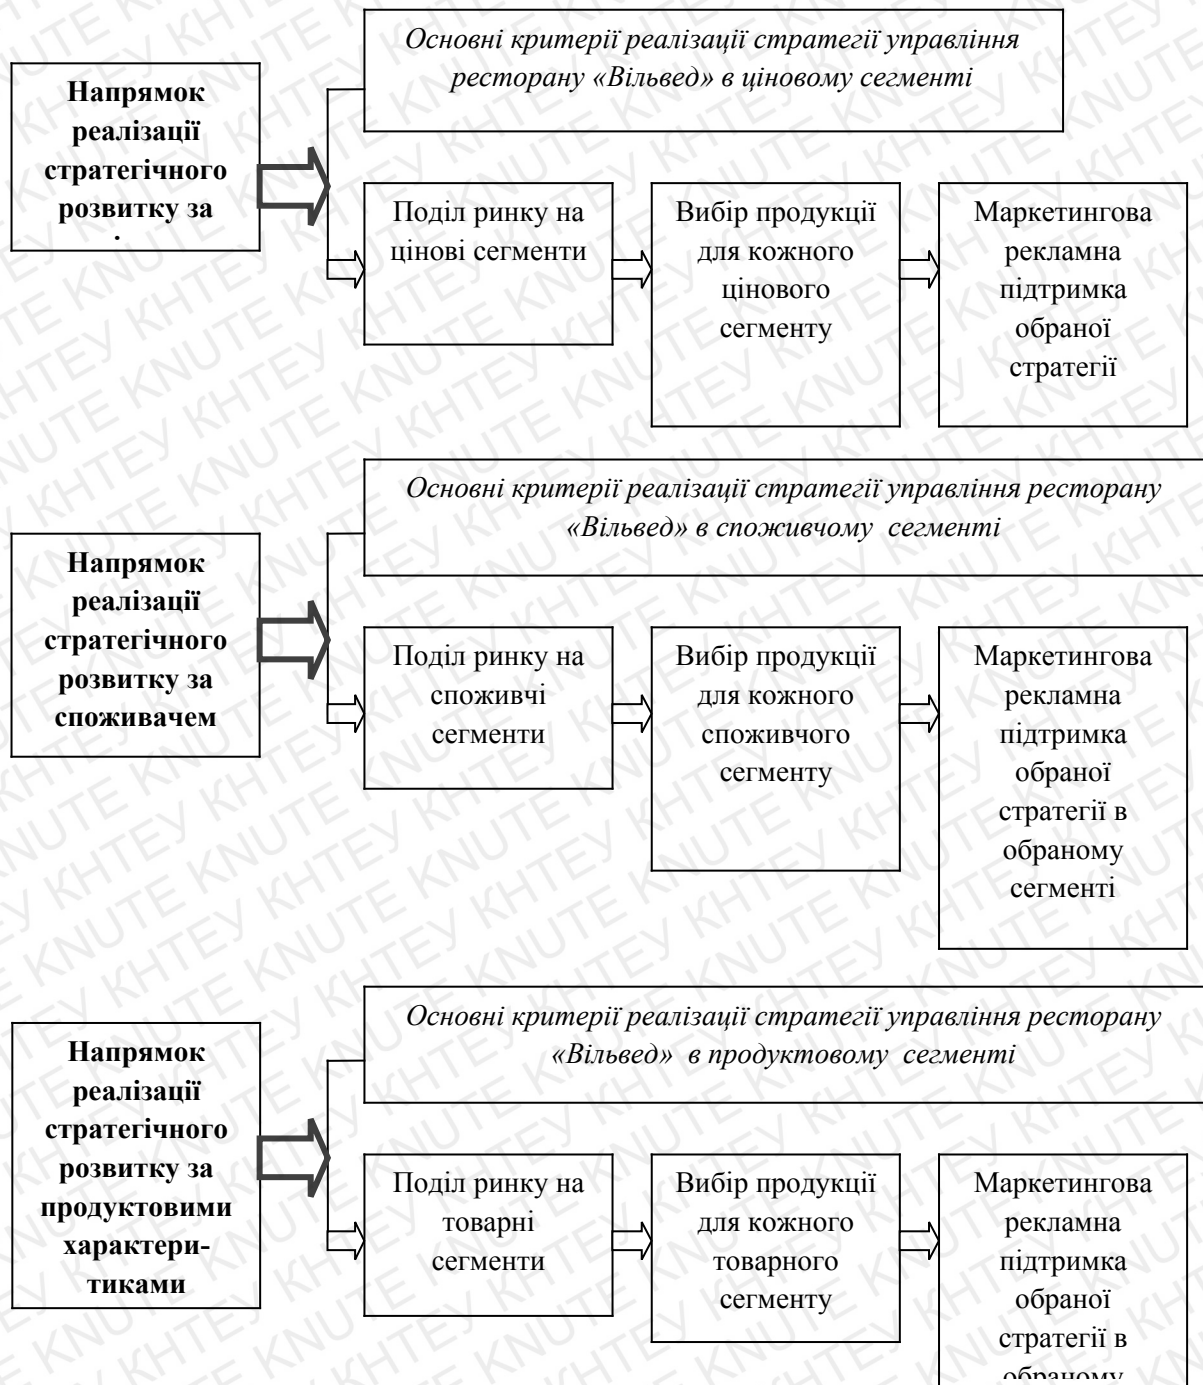 Основні критерії реалізації стратегії управління
ресторану «Вільвед» в ціновому сегменті
Напрямок
реалізації
стратегічного
розвитку за
Поділ ринку на
цінові сегменти
Вибір продукції
для кожного
цінового
сегменту
Маркетингова
рекламна
підтримка
обраної
стратегії
Основні критерії реалізації стратегії управління ресторану
«Вільвед» в споживчому сегменті
Напрямок
реалізації
стратегічного
розвитку за
споживачем
Поділ ринку на
споживчі
сегменти
Вибір продукції
для кожного
споживчого
сегменту
Маркетингова
рекламна
підтримка
обраної
стратегії в
обраному
сегменті
Основні критерії реалізації стратегії управління ресторану
«Вільвед» в продуктовому сегменті
Напрямок
реалізації
стратегічного
розвитку за
продуктовими
характери-
тиками
Поділ ринку на
товарні
сегменти
Вибір продукції
для кожного
товарного
сегменту
Маркетингова
рекламна
підтримка
обраної
стратегії в
обраному